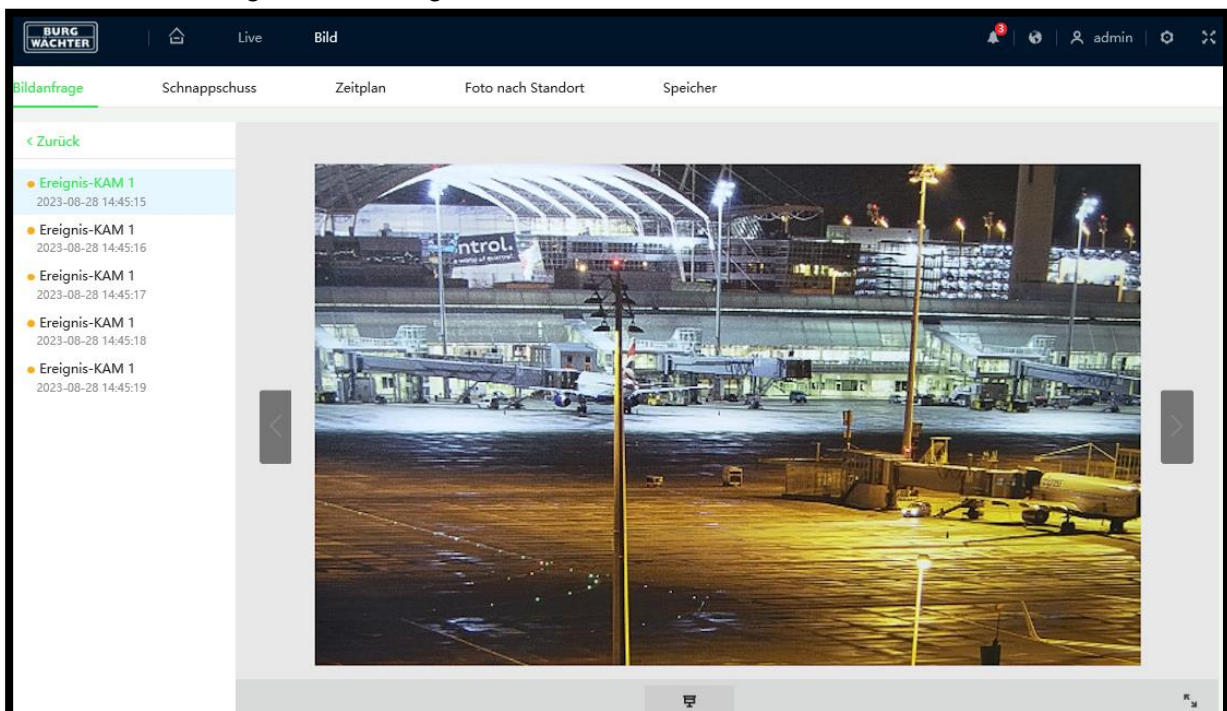 BURG
WÄCHTER
Live
Bild
3
admin
Bildanfrage
Schnappschuss
Zeitplan
Foto nach Standort
Speicher
< Zurück
Ereignis-KAM 1
2023-08-28 14:45:15
Ereignis-KAM 1
2023-08-28 14:45:16
Ereignis-KAM 1
2023-08-28 14:45:17
Ereignis-KAM 1
2023-08-28 14:45:18
Ereignis-KAM 1
2023-08-28 14:45:19
ntrol.